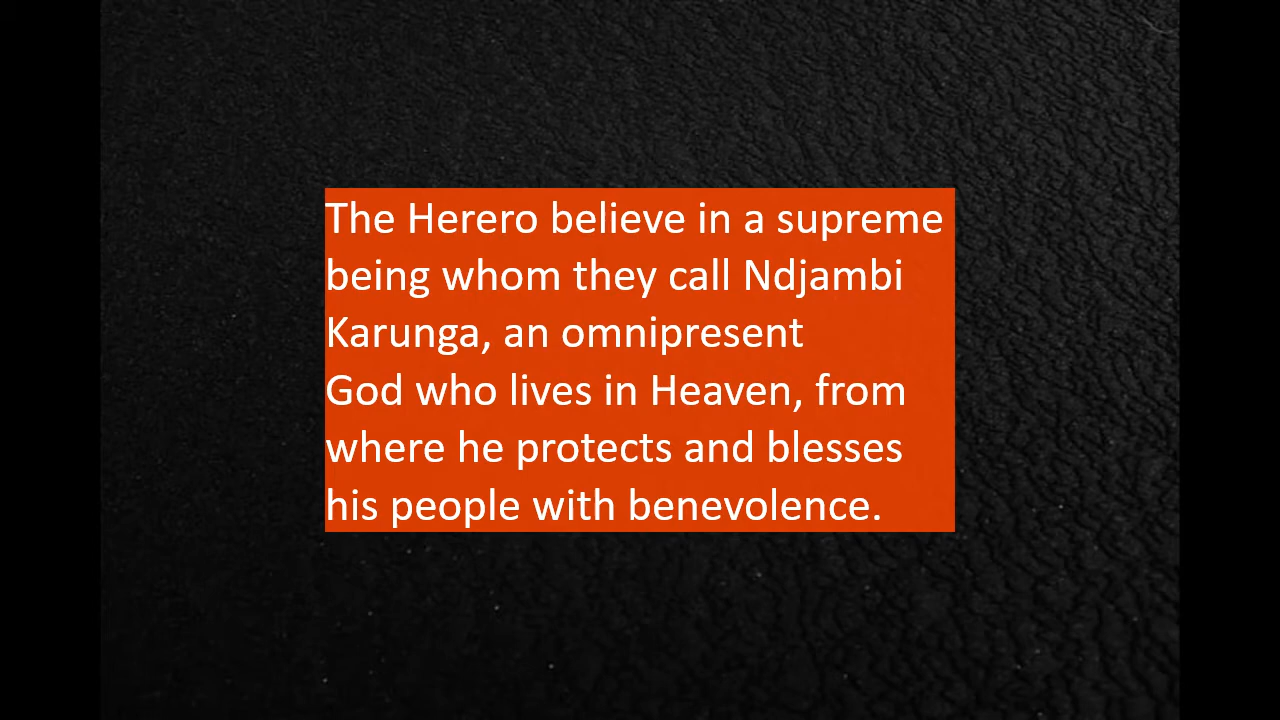 The Herero believe in a supreme
being whom they call Ndjambi
Karunga, an omnipresent
God who lives in Heaven, from
where he protects and blesses
his people with benevolence.